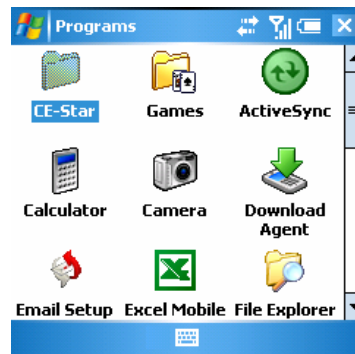 Programs
CE-Star Games ActiveSync
Calculator Camera Download
Agent
Email Setup Excel Mobile File Explorer